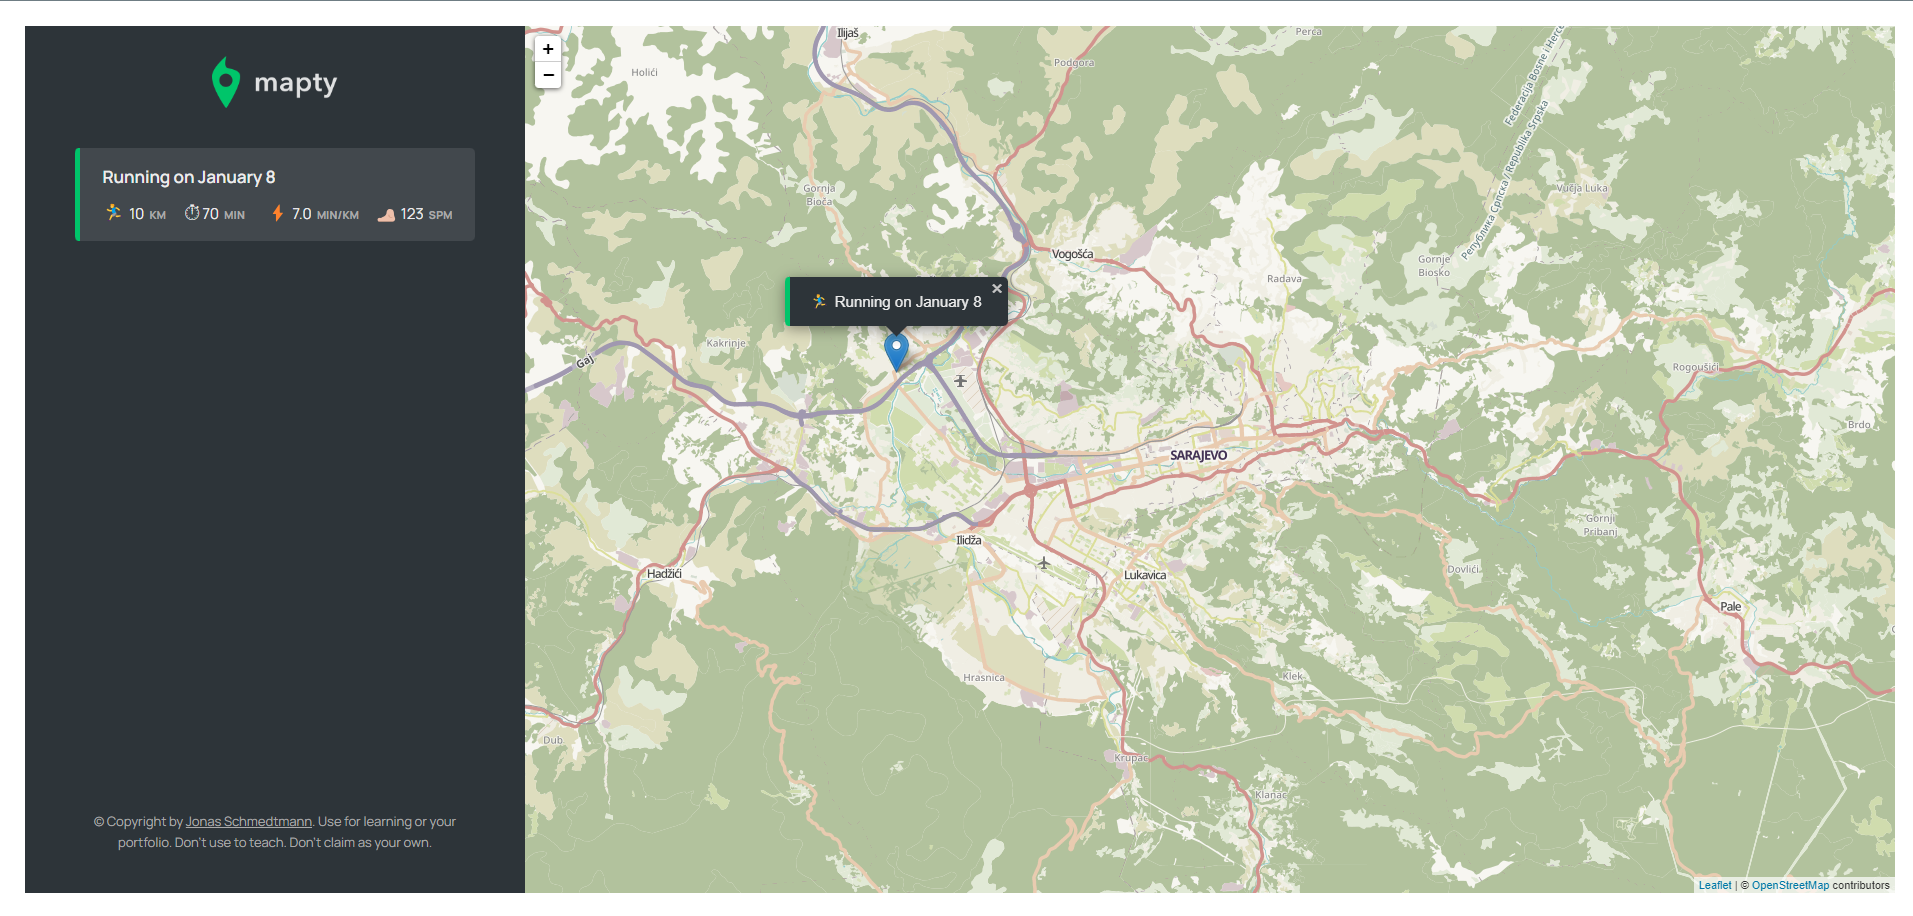 mapty
Running on January 8
10 KM 70 MIN 7.0 MIN/KM 123 SPM
© Copyright by Jonas Schmedtmann. Use for learning or your
portfolio. Don't use to teach. Don't claim as your own.
+
−
Ilijaš
Perca
Holići
Podgora
Federacija Bosne i Herce
Република Српска / Republika Srpska
Gornja
Bioča
Vučja Luka
Vogošća
Gornje
Biosko
Radava
Running on January 8 ×
Kakrinje
Gaj
Rogoušići
Brdo
SARAJEVO
Gornji
Pribanj
Ilidža
Hadžići
Lukavica
Dovlići
Pale
Hrasnica
Klek
Dub
Krupac
Klanac
Leaflet | © OpenStreetMap contributors